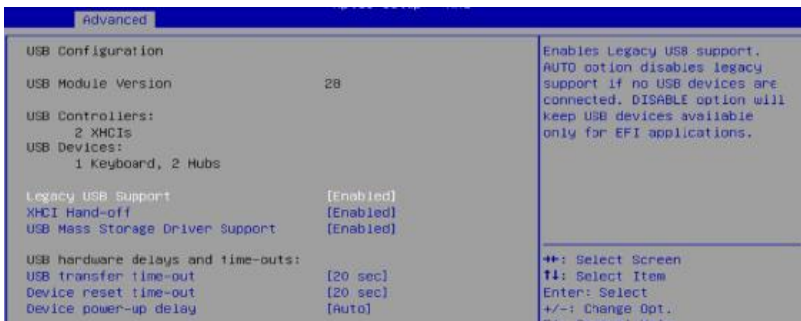 Advanced
USB Configuration
USB Module Version 28
USB Controllers:
2 XHCIs
USB Devices:
1 Keyboard, 2 Hubs
Legacy USB Support [Enabled]
XHCI Hand-off [Enabled]
USB Mass Storage Driver Support [Enabled]
USB hardware delays and time-outs:
USB transfer time-out [20 sec]
Device reset time-out [20 sec]
Device power-up delay [Auto]
Enables Legacy USB support.
AUTO option disables legacy
support if no USB devices are
connected. DISABLE option will
keep USB devices available
only for EFI applications.
→←: Select Screen
↑↓: Select Item
Enter: Select
+/-: Change Opt.